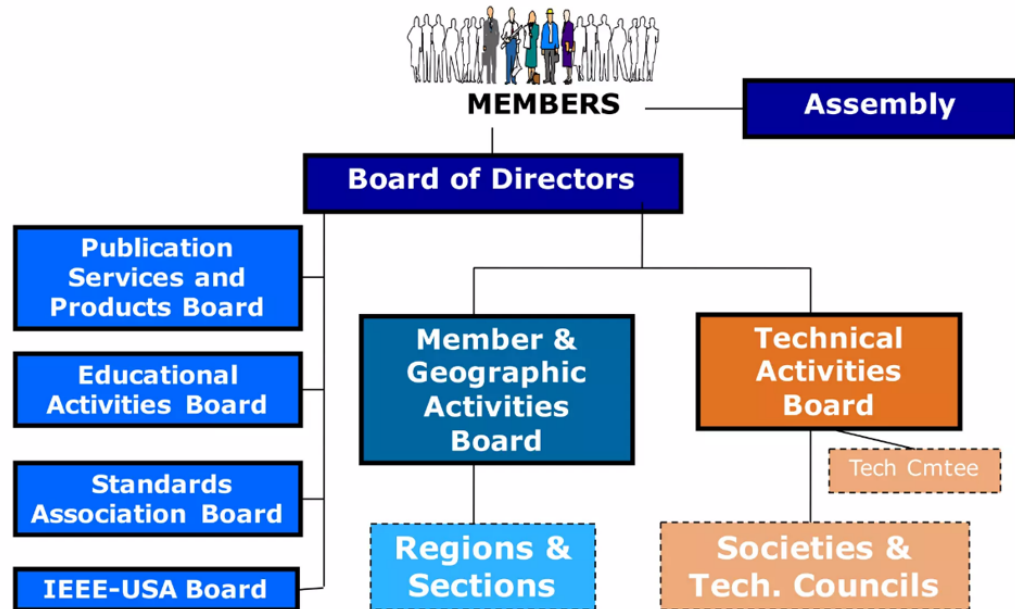 MEMBERS
Assembly
Board of Directors
Publication
Services and
Products Board
Educational
Activities Board
Standards
Association Board
IEEE-USA Board
Member &
Geographic
Activities
Board
Technical
Activities
Board
Tech Cmtee
Regions &
Sections
Societies &
Tech. Councils